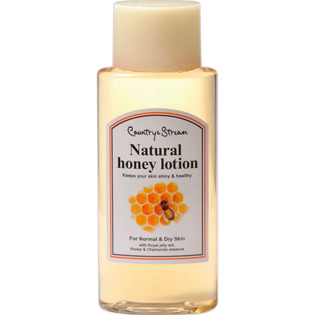 Country & Stream
Natural
honey lotion
Keeps your skin shiny & healthy
For Normal & Dry Skin
with Royal jelly ext.
Honey & Chamomile essence